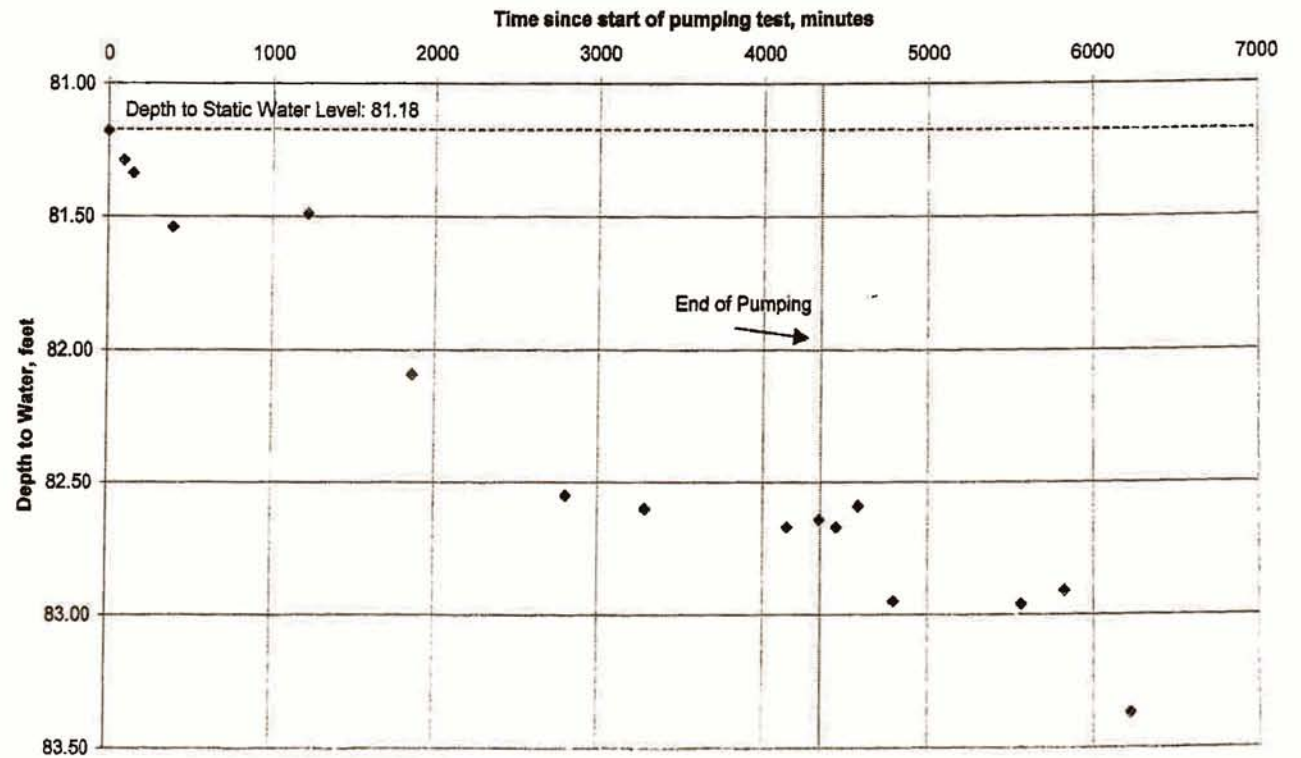 Time since start of pumping test, minutes
0 1000 2000 3000 4000 5000 6000 7000
81.00
Depth to Static Water Level: 81.18
81.50
End of Pumping
82.00
Depth to Water, feet
82.50
83.00
83.50